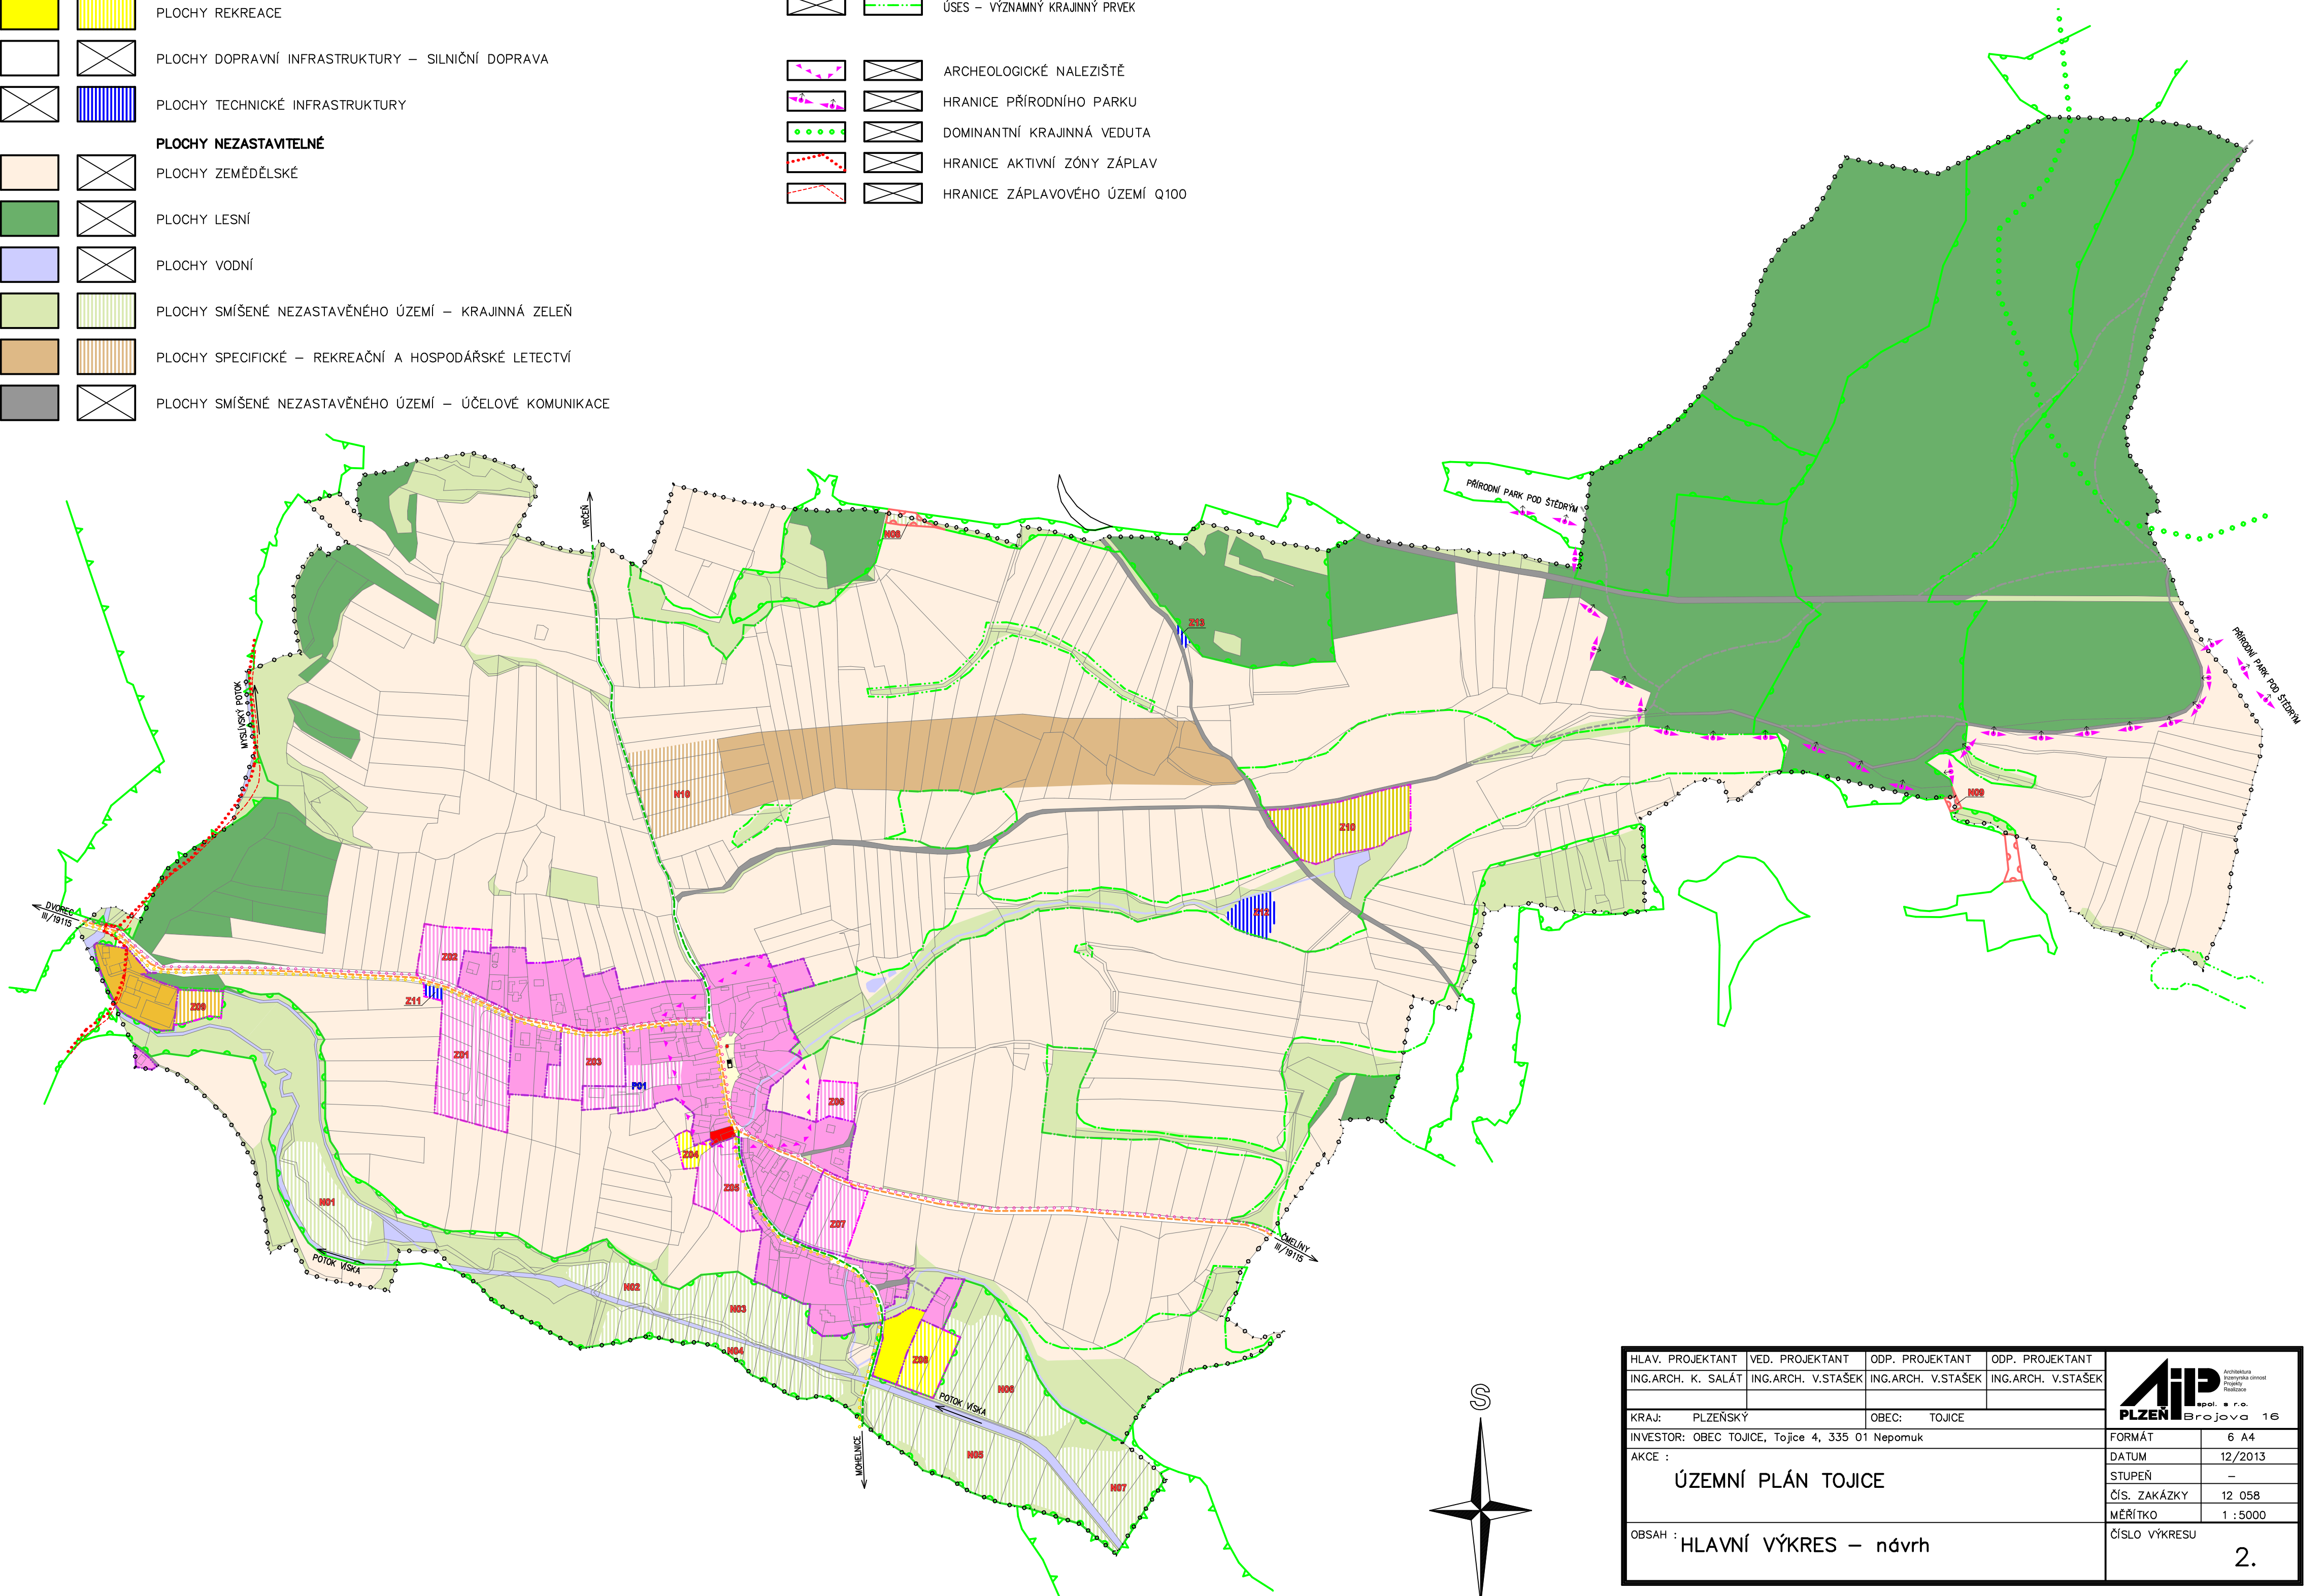 PLOCHY REKREACE
PLOCHY DOPRAVNÍ INFRASTRUKTURY – SILNIČNÍ DOPRAVA
PLOCHY TECHNICKÉ INFRASTRUKTURY
PLOCHY NEZASTAVITELNÉ
PLOCHY ZEMĚDĚLSKÉ
PLOCHY LESNÍ
PLOCHY VODNÍ
PLOCHY SMÍŠENÉ NEZASTAVĚNÉHO ÚZEMÍ – KRAJINNÁ ZELEŇ
PLOCHY SPECIFICKÉ – REKREAČNÍ A HOSPODÁŘSKÉ LETECTVÍ
PLOCHY SMÍŠENÉ NEZASTAVĚNÉHO ÚZEMÍ – ÚČELOVÉ KOMUNIKACE
ÚSES – VÝZNAMNÝ KRAJINNÝ PRVEK
ARCHEOLOGICKÉ NALEZIŠTĚ
HRANICE PŘÍRODNÍHO PARKU
DOMINANTNÍ KRAJINNÁ VEDUTA
HRANICE AKTIVNÍ ZÓNY ZÁPLAV
HRANICE ZÁPLAVOVÉHO ÚZEMÍ Q100
PŘÍRODNÍ PARK POD ŠTĚDRÝM
VRČEŇ
N08
Z13
PŘÍRODNÍ PARK POD ŠTĚDRÝM
MYSLÍVSKÝ POTOK
N10
N09
Z10
DVOREC
III/19115
Z12
Z02
Z11
Z09
Z01
Z03
P01
Z06
Z04
Z05
N01
Z07
ČMELÍNY
III/19115
POTOK VÍSKA
N02
N03
N04
Z08
N06
POTOK VÍSKA
MOHELNICE
N05
N07
S
HLAV. PROJEKTANT VED. PROJEKTANT ODP. PROJEKTANT ODP. PROJEKTANT
ING.ARCH. K. SALÁT ING.ARCH. V.STAŠEK ING.ARCH. V.STAŠEK ING.ARCH. V.STAŠEK
KRAJ: PLZEŇSKÝ OBEC: TOJICE
INVESTOR: OBEC TOJICE, Tojice 4, 335 01 Nepomuk
AKCE :
ÚZEMNÍ PLÁN TOJICE
OBSAH : HLAVNÍ VÝKRES – návrh
AiP
Architektura
Inzenyrska cinnost
Projekty
Realizace
spol. s r.o.
PLZEŇ Brojova 16
FORMÁT 6 A4
DATUM 12/2013
STUPEŇ –
ČÍS. ZAKÁZKY 12 058
MĚŘÍTKO 1 :5000
ČÍSLO VÝKRESU
2.